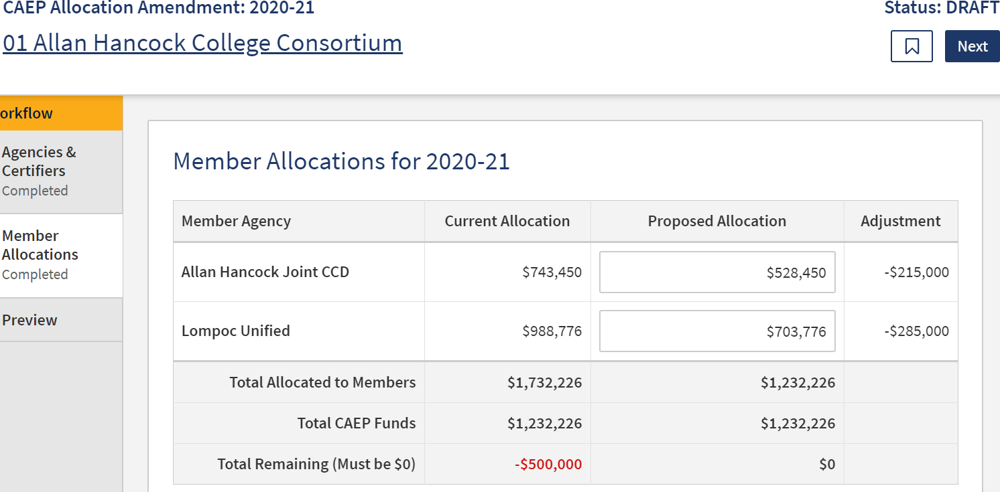 CAEP Allocation Amendment: 2020-21
Status: DRAFT
01 Allan Hancock College Consortium
Next
orkflow
Agencies &
Certifiers
Completed
Member
Allocations
Completed
Preview
Member Allocations for 2020-21
Member Agency Current Allocation Proposed Allocation Adjustment
Allan Hancock Joint CCD $743,450 $528,450 -$215,000
Lompoc Unified $988,776 $703,776 -$285,000
Total Allocated to Members $1,732,226 $1,232,226
Total CAEP Funds $1,232,226 $1,232,226
Total Remaining (Must be $0) -$500,000 $0